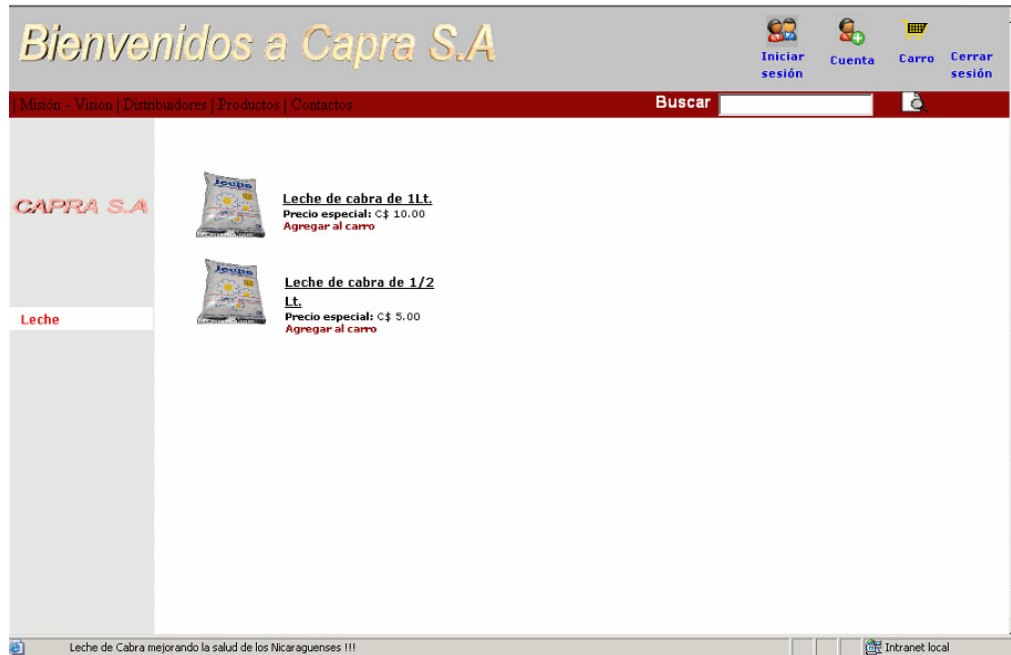 Bienvenidos a Capra S.A
Iniciar sesión
Cuenta
Carro
Cerrar sesión
| Misión - Vision | Distribuidores | Productos | Contactos
Buscar
CAPRA S.A
Leche
leche
Leche de cabra de 1Lt.
Precio especial: C$ 10.00
Agregar al carro
leche
Leche de cabra de 1/2
Lt.
Precio especial: C$ 5.00
Agregar al carro
Leche de Cabra mejorando la salud de los Nicaraguenses !!!
Intranet local